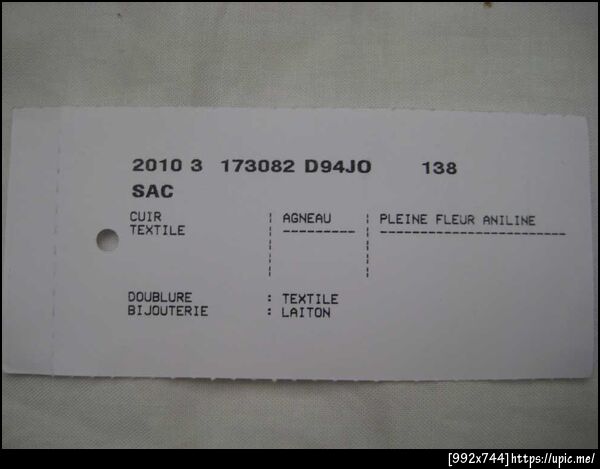 2010 3 173082 D94JO 138
SAC
CUIR ¦ AGNEAU ¦ PLEINE FLEUR ANILINE
TEXTILE ¦ --------- ¦ -------------------------
DOUBLURE : TEXTILE
BIJOUTERIE : LAITON
[992x744]https://upic.me/